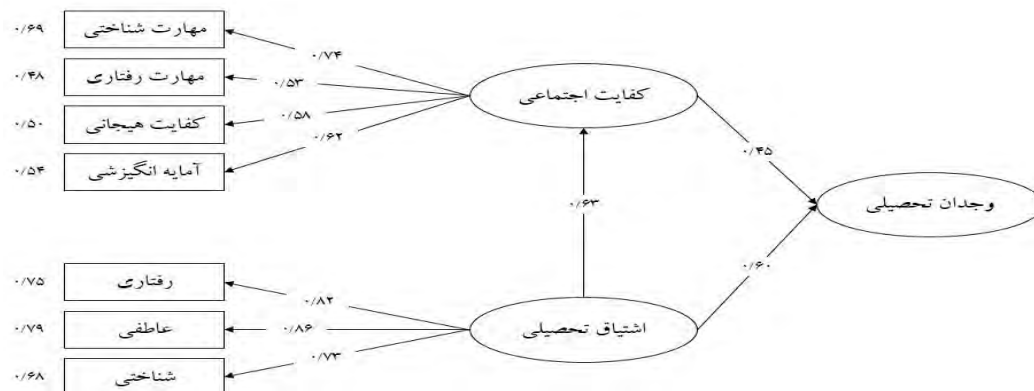 ۰/۶۹
مهارت شناختی
۰/۷۴
۰/۴۸
مهارت رفتاری
۰/۵۳
۰/۵۰
کفایت هیجانی
۰/۵۸
۰/۵۴
آمایه انگیزشی
۰/۶۲
کفایت اجتماعی
۰/۴۵
وجدان تحصیلی
۰/۶۳
۰/۶۰
۰/۷۵
رفتاری
۰/۸۲
۰/۷۹
عاطفی
۰/۸۶
۰/۶۸
شناختی
۰/۷۳
اشتیاق تحصیلی